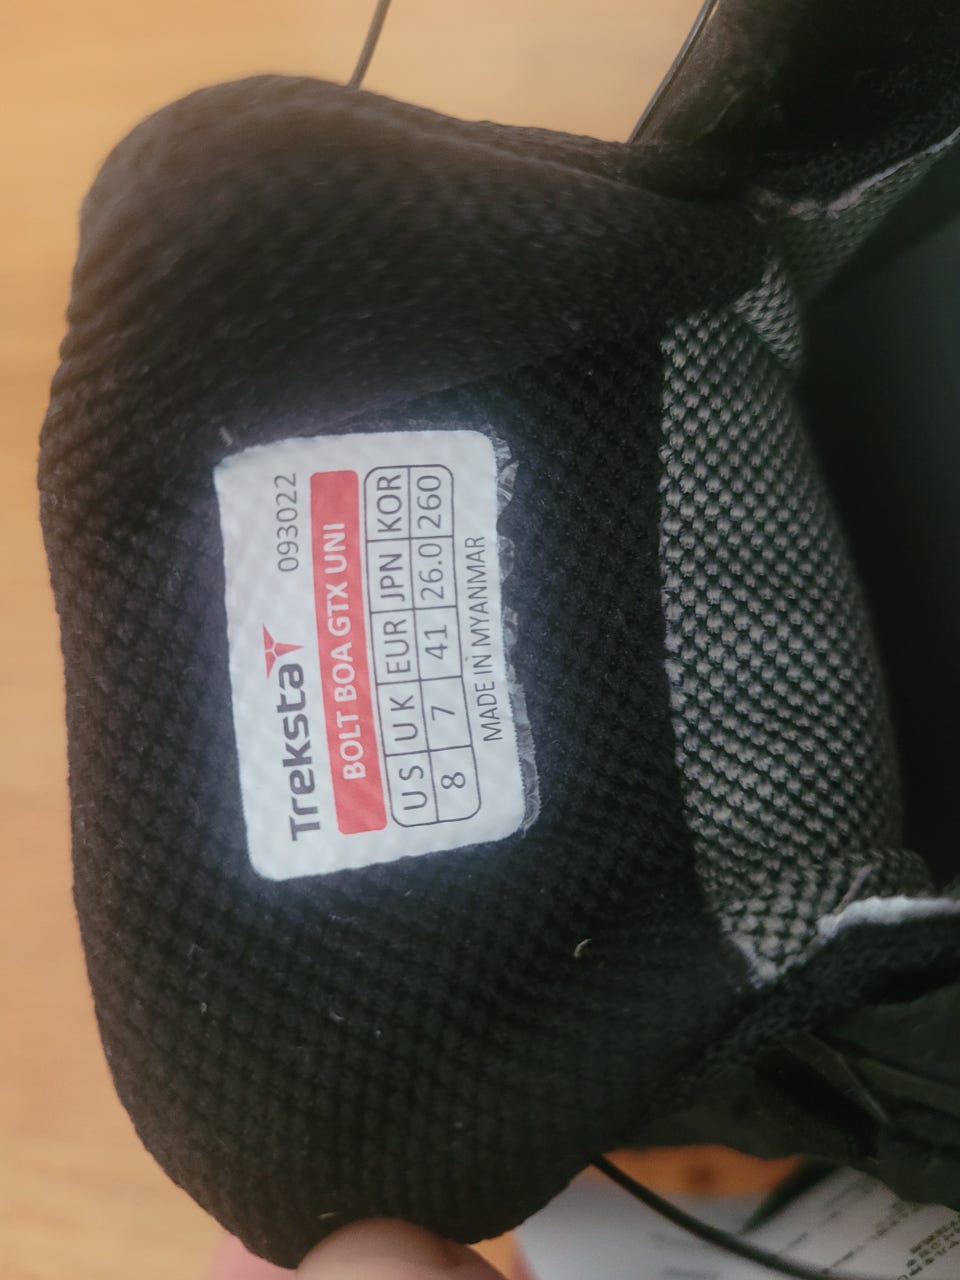 Treksta 093022
BOLT BOA GTX UNI
US UK EUR JPN KOR
8 7 41 26.0 260
MADE IN MYANMAR